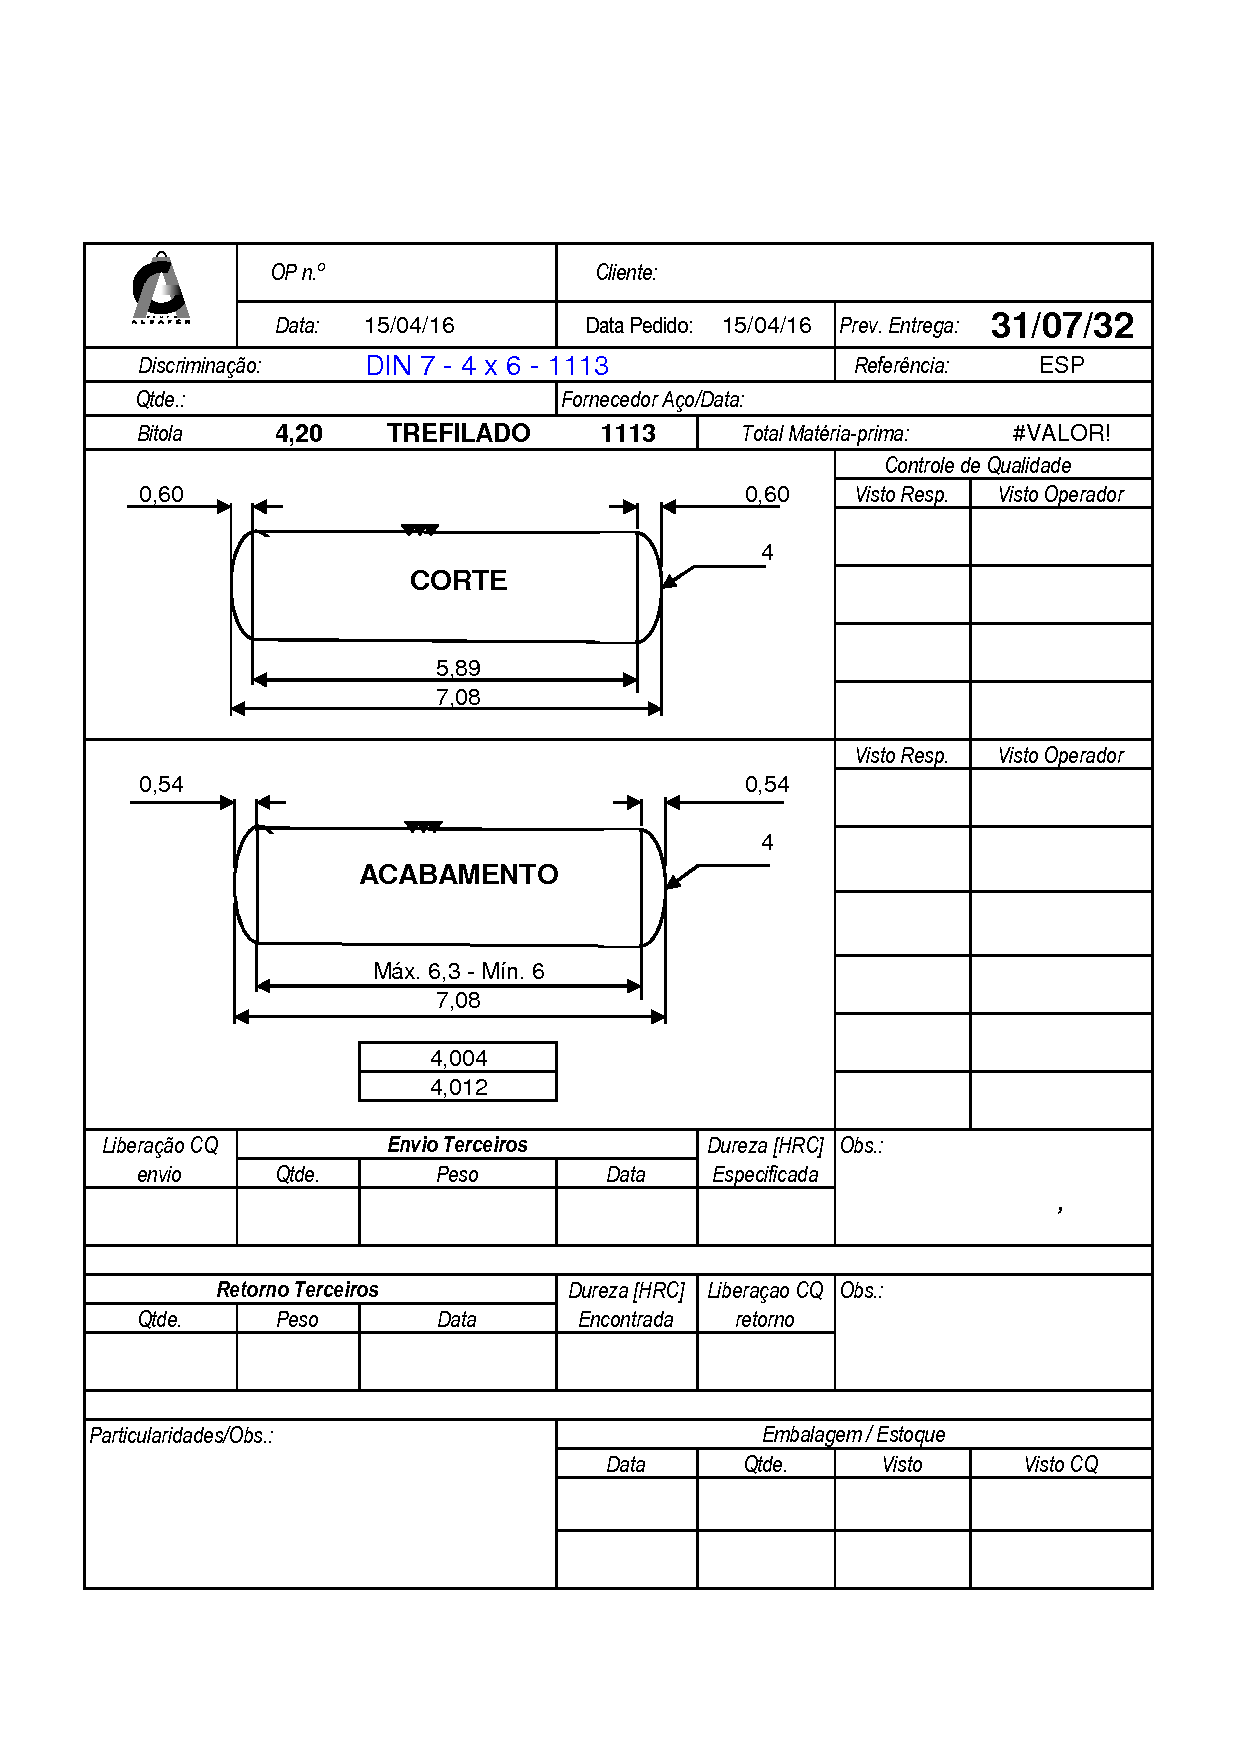 ALPAFER
OP n.º
Cliente:
Data: 15/04/16
Data Pedido: 15/04/16
Prev. Entrega: 31/07/32
Discriminação: DIN 7 - 4 x 6 - 1113
Referência: ESP
Qtde.:
Fornecedor Aço/Data:
Bitola 4,20 TREFILADO 1113
Total Matéria-prima: #VALOR!
Controle de Qualidade
Visto Resp. Visto Operador
0,60
0,60
4
CORTE
5,89
7,08
Visto Resp. Visto Operador
0,54
0,54
4
ACABAMENTO
Máx. 6,3 - Mín. 6
7,08
4,004
4,012
Liberação CQ
envio
Envio Terceiros
Qtde. Peso Data
Dureza [HRC]
Especificada
Obs.:
,
Retorno Terceiros
Qtde. Peso Data
Dureza [HRC]
Encontrada
Liberaçao CQ
retorno
Obs.:
Particularidades/Obs.:
Embalagem / Estoque
Data Qtde. Visto Visto CQ